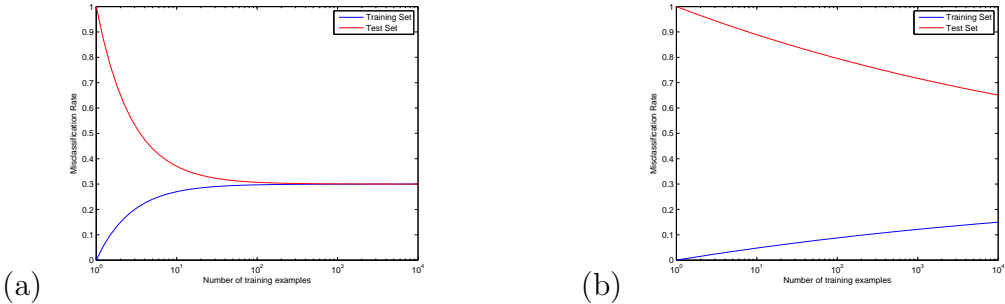 1
0.9
0.8
0.7
0.6
0.5
0.4
0.3
0.2
0.1
0
Misclassification Rate
Training Set
Test Set
10^0 10^1 10^2 10^3 10^4
Number of training examples
(a)
1
0.9
0.8
0.7
0.6
0.5
0.4
0.3
0.2
0.1
0
Misclassification Rate
Training Set
Test Set
10^0 10^1 10^2 10^3 10^4
Number of training examples
(b)